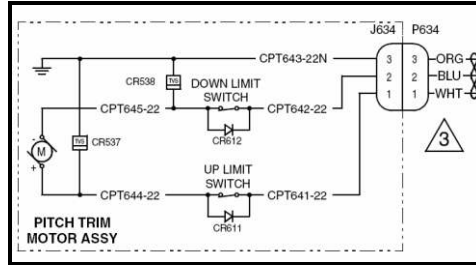 J634 P634
CPT643-22N 3 3 ORG
CR538 TVS DOWN LIMIT SWITCH 2 2 BLU
CPT645-22 CPT642-22 1 1 WHT
CR612
- M + TVS CR537
3
UP LIMIT
SWITCH
CPT644-22 CPT641-22
CR611
PITCH TRIM
MOTOR ASSY